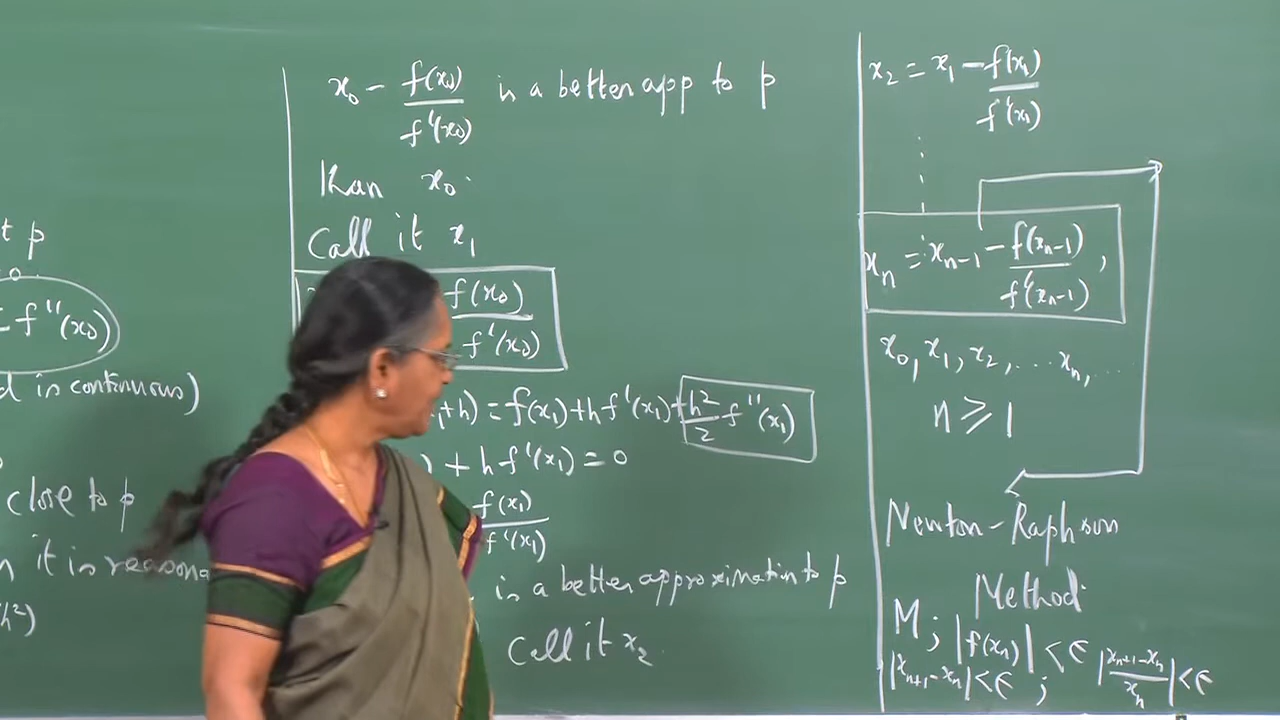 t p
f''(x₀)
d is continuous)
close to p
n it is reasona
h²)
x₀ - f(x₀)/f'(x₀) is a better app to p
than x₀.
Call it x₁
f(x₀)/f'(x₀)
1+h) = f(x₁)+hf'(x₁)+h²/2 f''(x₁)
) + hf'(x₁) = 0
f(x₁)/f'(x₁)
is a better approximation to p
Call it x₂.
x₂ = x₁ - f(x₁)/f'(x₁)
xₙ = xₙ₋₁ - f(xₙ₋₁)/f'(xₙ₋₁),
x₀, x₁, x₂, ... xₙ, ...
n ⩾ 1
Newton-Raphson
Method
M; |f(xₙ)| < ϵ
|xₙ₊₁ - xₙ| < ϵ ; |(xₙ₊₁ - xₙ)/xₙ| < ϵ